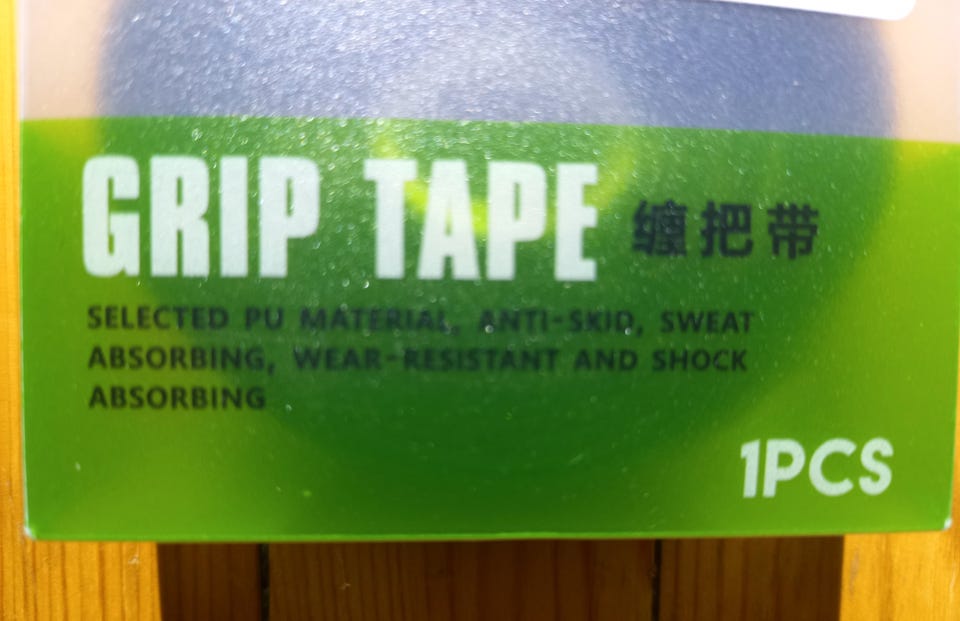 GRIP TAPE 缠把带
SELECTED PU MATERIAL, ANTI-SKID, SWEAT
ABSORBING, WEAR-RESISTANT AND SHOCK
ABSORBING
1PCS